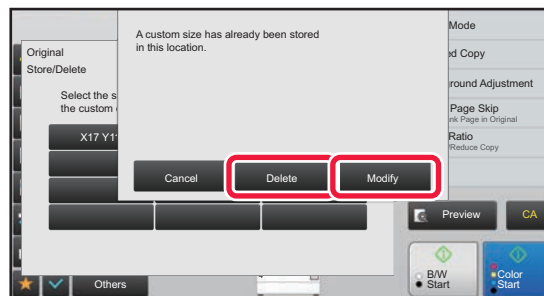 A custom size has already been stored
in this location.
Original
Store/Delete
Select the s
the custom
X17 Y1
Cancel
Delete
Modify
Others
Mode
ed Copy
round Adjustment
Page Skip
nk Page in Original
Ratio
/Reduce Copy
Preview
CA
B/W
Start
Color
Start